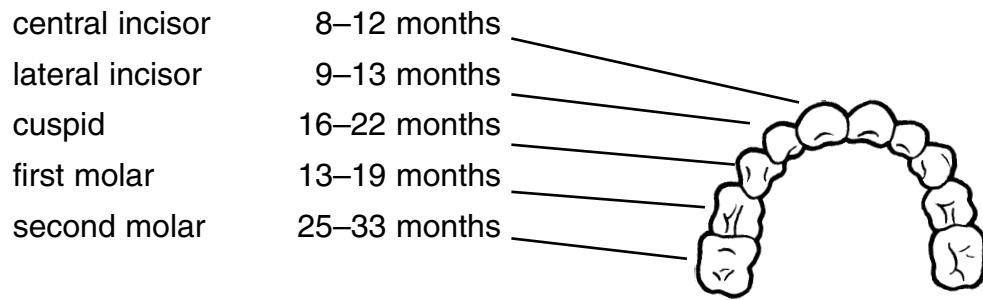 central incisor 8–12 months
lateral incisor 9–13 months
cuspid 16–22 months
first molar 13–19 months
second molar 25–33 months